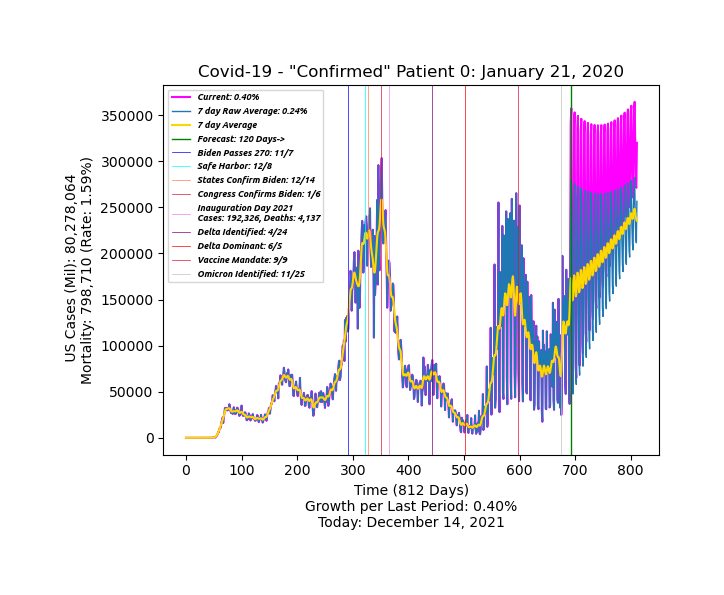 Covid-19 - "Confirmed" Patient 0: January 21, 2020
Current: 0.40%
7 day Raw Average: 0.24%
7 day Average
Forecast: 120 Days->
Biden Passes 270: 11/7
Safe Harbor: 12/8
States Confirm Biden: 12/14
Congress Confirms Biden: 1/6
Inauguration Day 2021
Cases: 192,326, Deaths: 4,137
Delta Identified: 4/24
Delta Dominant: 6/5
Vaccine Mandate: 9/9
Omicron Identified: 11/25
US Cases (Mil): 80,278,064
Mortality: 798,710 (Rate: 1.59%)
350000
300000
250000
200000
150000
100000
50000
0
0 100 200 300 400 500 600 700 800
Time (812 Days)
Growth per Last Period: 0.40%
Today: December 14, 2021